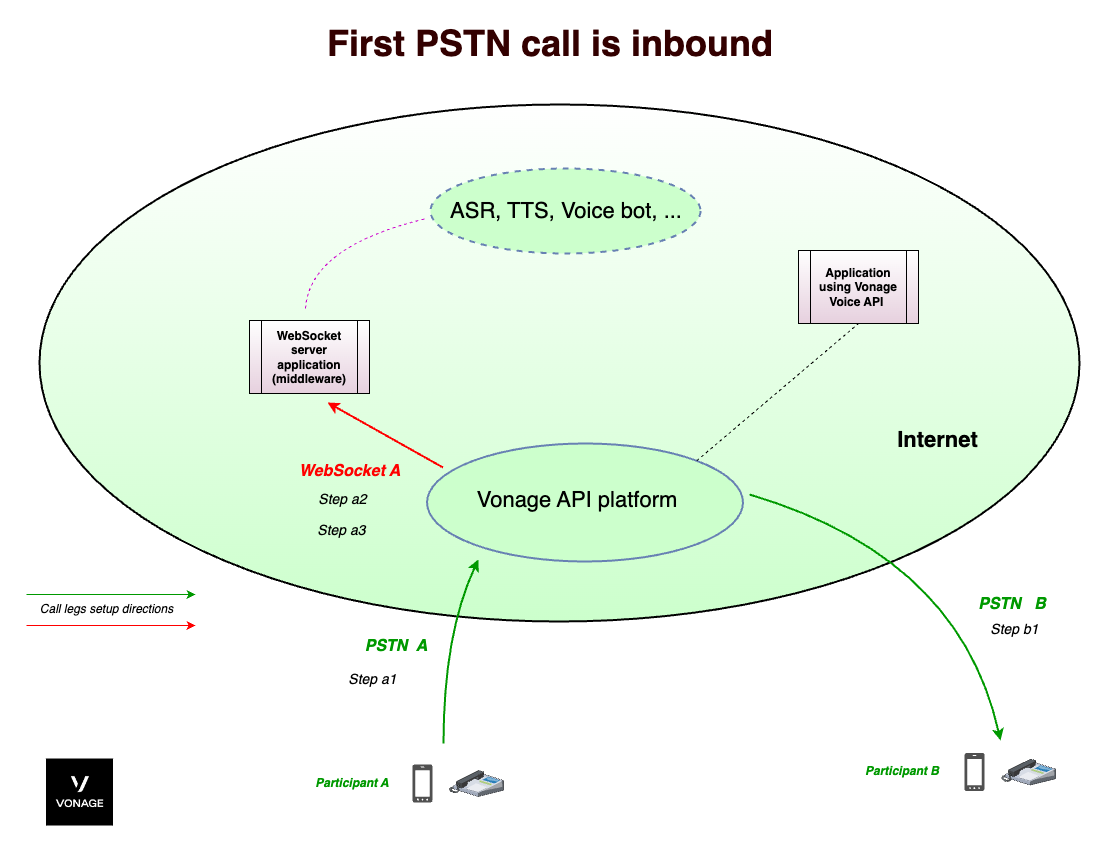 First PSTN call is inbound
ASR, TTS, Voice bot, ...
Application
using Vonage
Voice API
WebSocket
server
application
(middleware)
Internet
WebSocket A
Step a2
Step a3
Vonage API platform
Call legs setup directions
PSTN A
Step a1
PSTN B
Step b1
Participant A
Participant B
VONAGE